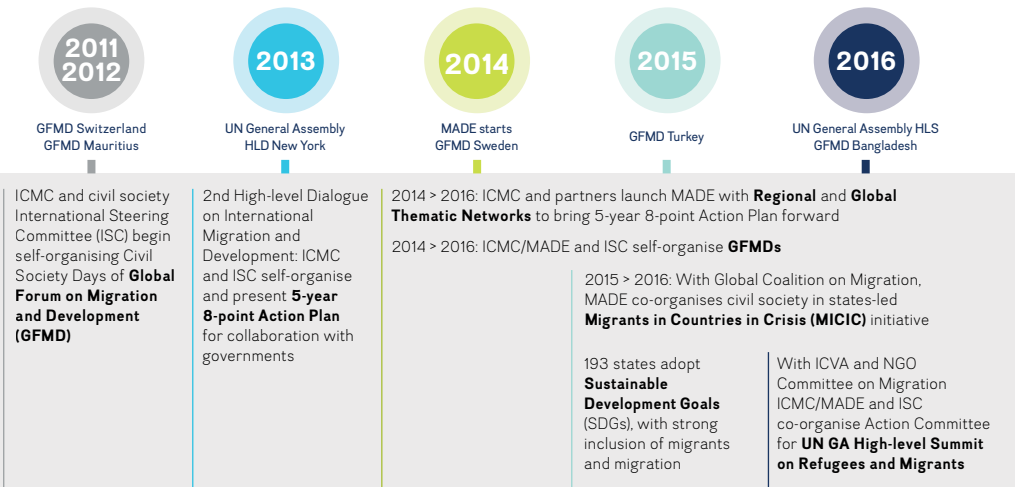 2011
2012
GFMD Switzerland
GFMD Mauritius
2013
UN General Assembly
HLD New York
2014
MADE starts
GFMD Sweden
2015
GFMD Turkey
2016
UN General Assembly HLS
GFMD Bangladesh
ICMC and civil society
International Steering
Committee (ISC) begin
self-organising Civil
Society Days of Global
Forum on Migration
and Development
(GFMD)
2nd High-level Dialogue
on International
Migration and
Development: ICMC
and ISC self-organise
and present 5-year
8-point Action Plan
for collaboration with
governments
2014 > 2016: ICMC and partners launch MADE with Regional and Global
Thematic Networks to bring 5-year 8-point Action Plan forward
2014 > 2016: ICMC/MADE and ISC self-organise GFMDs
2015 > 2016: With Global Coalition on Migration,
MADE co-organises civil society in states-led
Migrants in Countries in Crisis (MICIC) initiative
193 states adopt
Sustainable
Development Goals
(SDGs), with strong
inclusion of migrants
and migration
With ICVA and NGO
Committee on Migration
ICMC/MADE and ISC
co-organise Action Committee
for UN GA High-level Summit
on Refugees and Migrants